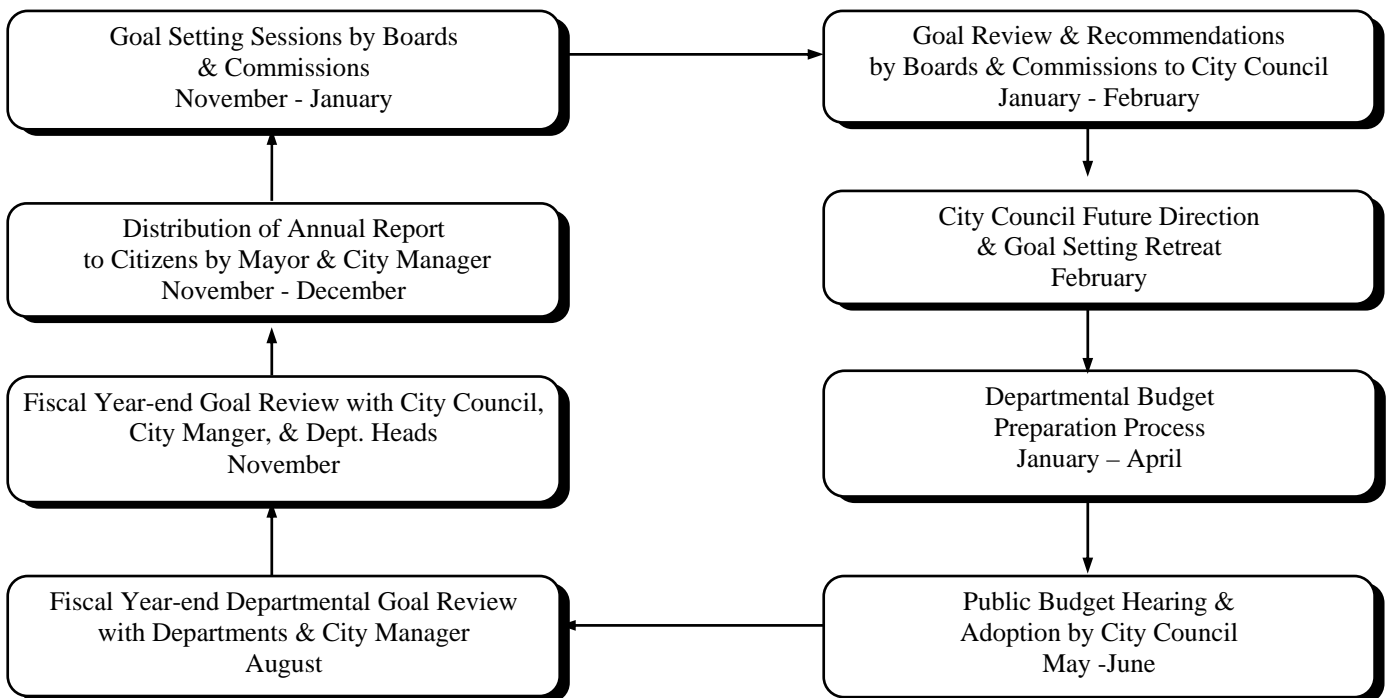 Goal Setting Sessions by Boards
& Commissions
November - January
Goal Review & Recommendations
by Boards & Commissions to City Council
January - February
Distribution of Annual Report
to Citizens by Mayor & City Manager
November - December
City Council Future Direction
& Goal Setting Retreat
February
Fiscal Year-end Goal Review with City Council,
City Manger, & Dept. Heads
November
Departmental Budget
Preparation Process
January – April
Fiscal Year-end Departmental Goal Review
with Departments & City Manager
August
Public Budget Hearing &
Adoption by City Council
May -June